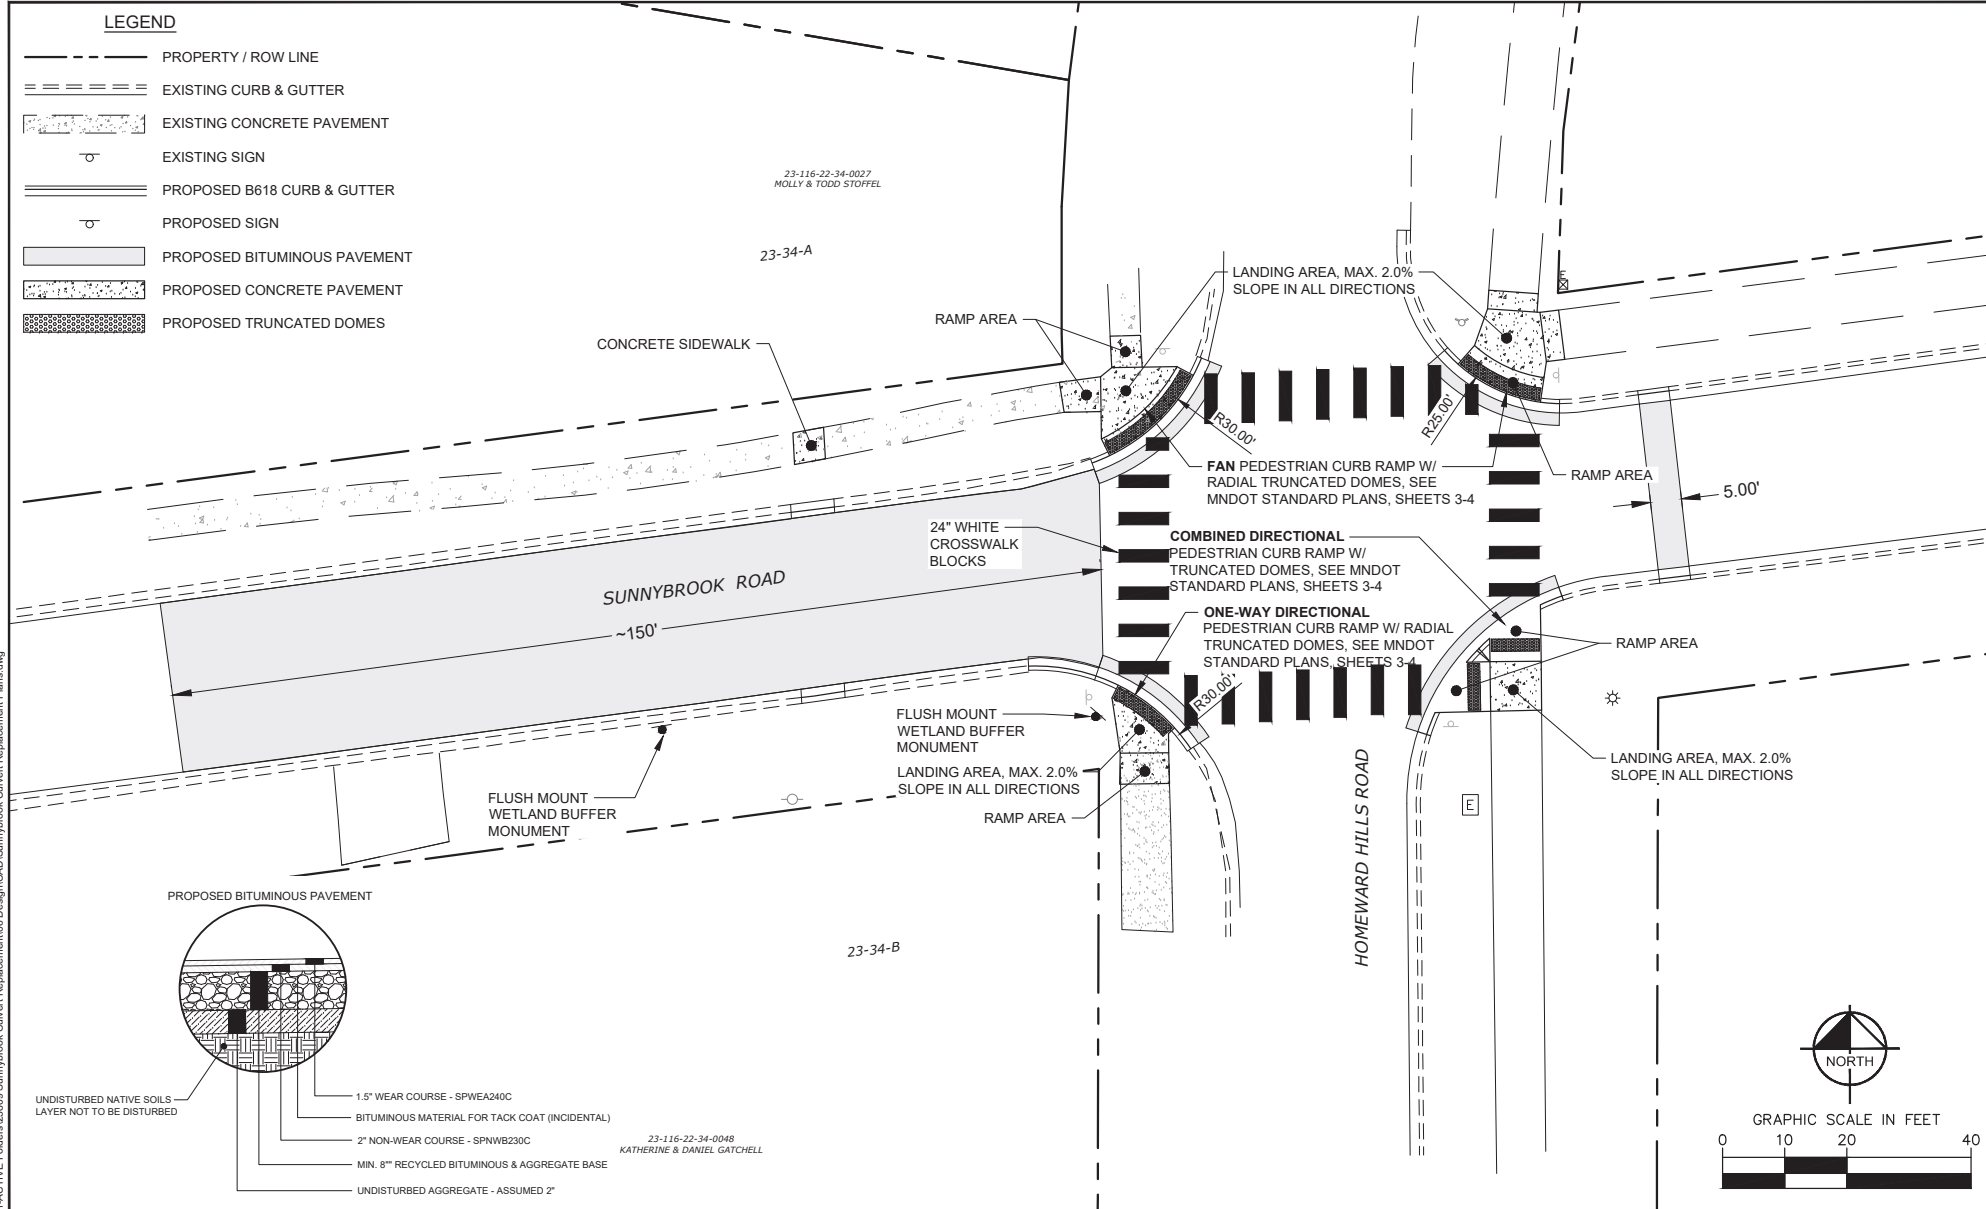 LEGEND
PROPERTY / ROW LINE
EXISTING CURB & GUTTER
EXISTING CONCRETE PAVEMENT
EXISTING SIGN
PROPOSED B618 CURB & GUTTER
PROPOSED SIGN
PROPOSED BITUMINOUS PAVEMENT
PROPOSED CONCRETE PAVEMENT
PROPOSED TRUNCATED DOMES
23-116-22-34-0027
MOLLY & TODD STOFFEL
23-34-A
CONCRETE SIDEWALK
RAMP AREA
LANDING AREA, MAX. 2.0%
SLOPE IN ALL DIRECTIONS
E
R30.00'
R25.00'
FAN PEDESTRIAN CURB RAMP W/
RADIAL TRUNCATED DOMES, SEE
MNDOT STANDARD PLANS, SHEETS 3-4
RAMP AREA
5.00'
24" WHITE
CROSSWALK
BLOCKS
COMBINED DIRECTIONAL
PEDESTRIAN CURB RAMP W/
TRUNCATED DOMES, SEE MNDOT
STANDARD PLANS, SHEETS 3-4
ONE-WAY DIRECTIONAL
PEDESTRIAN CURB RAMP W/ RADIAL
TRUNCATED DOMES, SEE MNDOT
STANDARD PLANS, SHEETS 3-4
SUNNYBROOK ROAD
~150'
RAMP AREA
R30.00'
FLUSH MOUNT
WETLAND BUFFER
MONUMENT
LANDING AREA, MAX. 2.0%
SLOPE IN ALL DIRECTIONS
RAMP AREA
FLUSH MOUNT
WETLAND BUFFER
MONUMENT
LANDING AREA, MAX. 2.0%
SLOPE IN ALL DIRECTIONS
E
HOMEWARD HILLS ROAD
23-34-B
PROPOSED BITUMINOUS PAVEMENT
UNDISTURBED NATIVE SOILS
LAYER NOT TO BE DISTURBED
1.5" WEAR COURSE - SPWEA240C
BITUMINOUS MATERIAL FOR TACK COAT (INCIDENTAL)
2" NON-WEAR COURSE - SPNWB230C
MIN. 8"" RECYCLED BITUMINOUS & AGGREGATE BASE
UNDISTURBED AGGREGATE - ASSUMED 2"
23-116-22-34-0048
KATHERINE & DANIEL GATCHELL
NORTH
GRAPHIC SCALE IN FEET
0 10 20 40